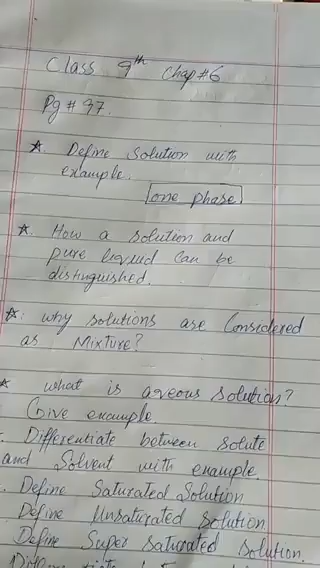 Class 9th Chap#6
Pg # 97.
* Define Solution with
example.
one phase
* How a solution and
pure liquid can be
distinguished.
* : why solutions are Considered
as Mixture?
* what is aqveous solution?
Give example.
Differentiate between Solute
and Solvent with example.
Define Saturated Solution
Define Unsaturated Solution
Define Super saturated solution.